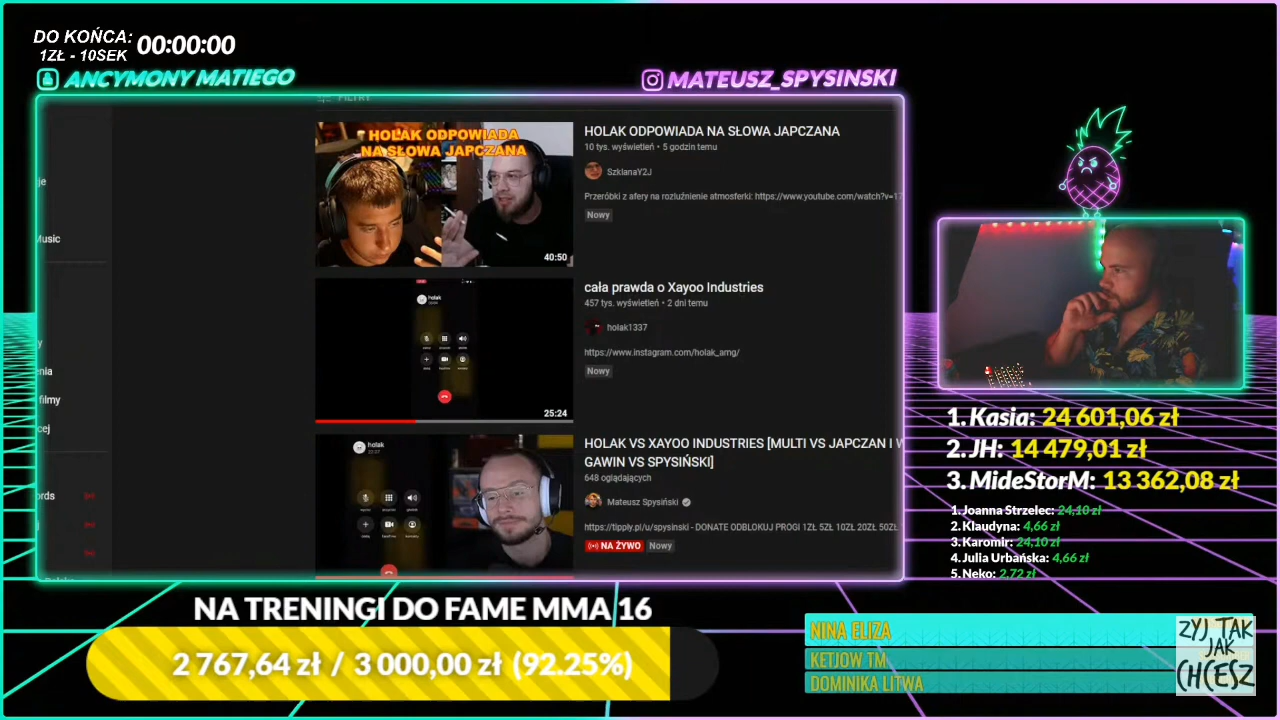 DO KOŃCA:
1ZŁ - 10SEK
00:00:00
ANCYMONY MATIEGO
MATEUSZ_SPYSINSKI
FILTRY
HOLAK ODPOWIADA
NA SŁOWA JAPCZANA
40:50
HOLAK ODPOWIADA NA SŁOWA JAPCZANA
10 tys. wyświetleń • 5 godzin temu
SzklanaY2J
Przeróbki z afery na rozluźnienie atmosferki: https://www.youtube.com/watch?v=17
Nowy
Music
holak
25:24
cała prawda o Xayoo Industries
457 tys. wyświetleń • 2 dni temu
holak1337
https://www.instagram.com/holak_amg/
Nowy
filmy
holak
HOLAK VS XAYOO INDUSTRIES [MULTI VS JAPCZAN I W
GAWIN VS SPYSIŃSKI]
648 oglądających
Mateusz Spysiński
https://tipply.pl/u/spysinski - DONATE ODBLOKUJ PROGI 1ZŁ 5ZŁ 10ZŁ 20ZŁ 50ZŁ
NA ŻYWO Nowy
1. Kasia: 24 601,06 zł
2. JH: 14 479,01 zł
3. MideStorM: 13 362,08 zł
1. Joanna Strzelec: 24,10 zł
2. Klaudyna: 4,66 zł
3. Karomir: 24,10 zł
4. Julia Urbańska: 4,66 zł
5. Neko: 2,72 zł
NA TRENINGI DO FAME MMA 16
2 767,64 zł / 3 000,00 zł (92.25%)
NINA ELIZA
KETJOW TM
DOMINIKA LITWA
ŻYJ TAK
JAK
CHCESZ